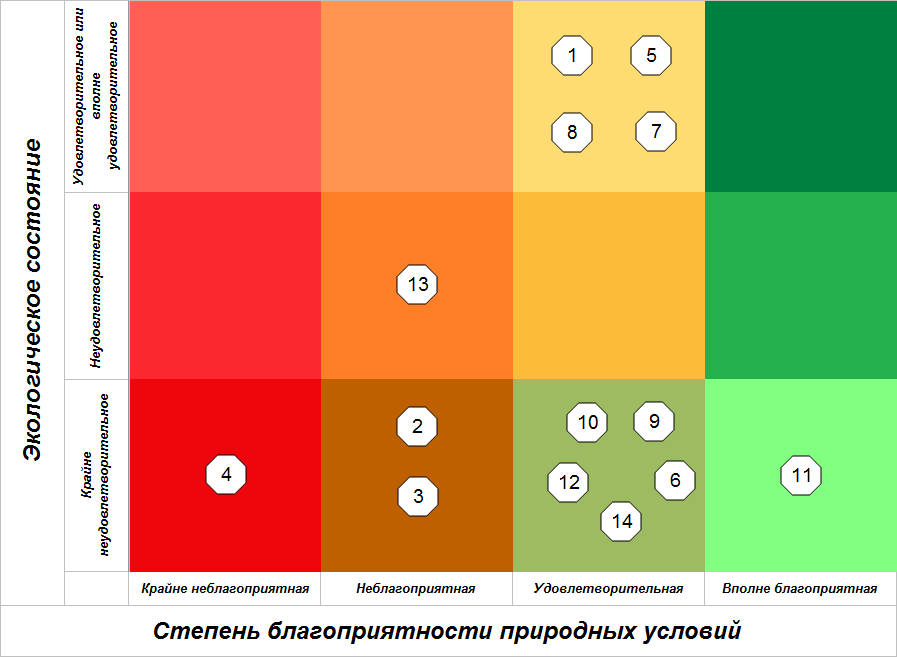 Экологическое состояние
Удовлетворительное или
вполне
удовлетворительное
1
5
8
7
Неудовлетворительное
13
Крайне
неудовлетворительное
4
2
3
10
9
12
6
14
11
Крайне неблагоприятная
Неблагоприятная
Удовлетворительная
Вполне благоприятная
Степень благоприятности природных условий